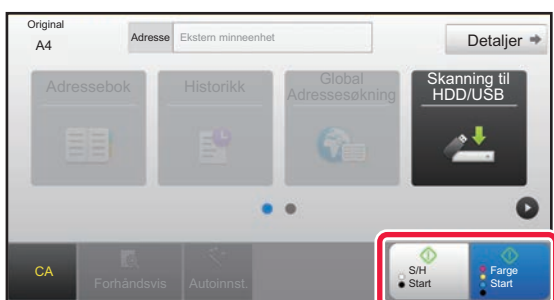 Original
A4
Adresse
Ekstern minneenhet
Detaljer
Adressebok
Historikk
Global
Adressesøkning
Skanning til
HDD/USB
CA
Forhåndsvis
Autoinnst.
S/H
Start
Farge
Start